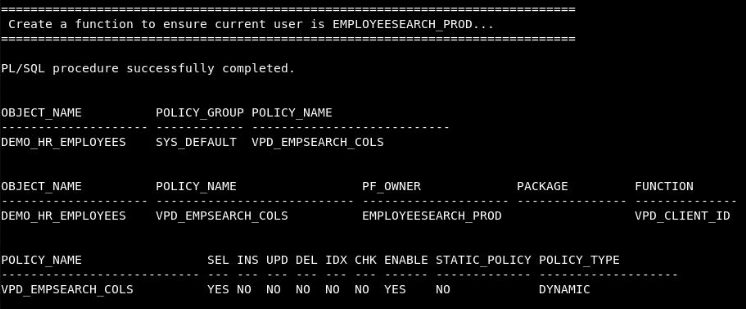 ==============================================================================
 Create a function to ensure current user is EMPLOYEESEARCH_PROD...
==============================================================================
PL/SQL procedure successfully completed.
OBJECT_NAME          POLICY_GROUP POLICY_NAME
-------------------- ------------ ---------------------------
DEMO_HR_EMPLOYEES    SYS_DEFAULT  VPD_EMPSEARCH_COLS
OBJECT_NAME          POLICY_NAME                 PF_OWNER             PACKAGE         FUNCTION
-------------------- --------------------------- -------------------- --------------- --------------
DEMO_HR_EMPLOYEES    VPD_EMPSEARCH_COLS          EMPLOYEESEARCH_PROD                  VPD_CLIENT_ID
POLICY_NAME                 SEL INS UPD DEL IDX CHK ENABLE STATIC_POLICY POLICY_TYPE
--------------------------- --- --- --- --- --- --- ------ ------------- -------------------
VPD_EMPSEARCH_COLS          YES NO  NO  NO  NO  NO  YES    NO            DYNAMIC